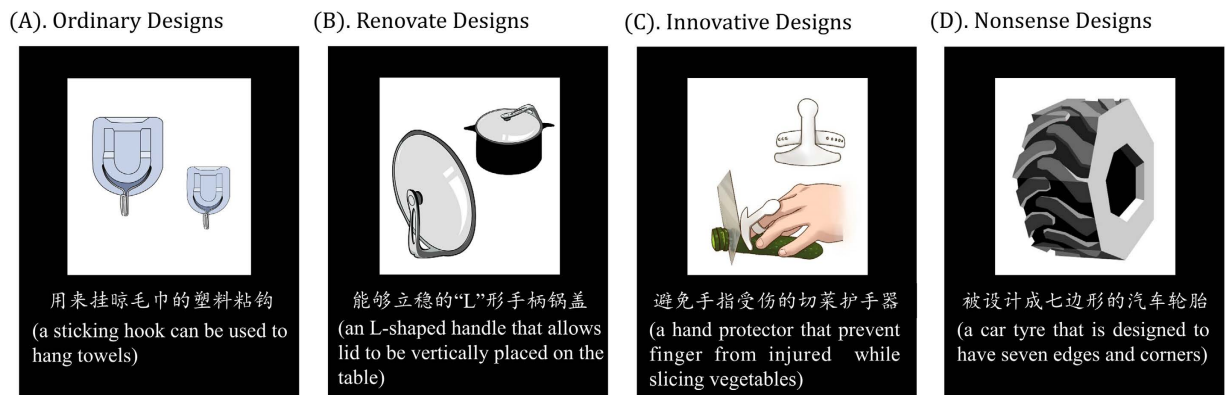 (A). Ordinary Designs
(B). Renovate Designs
(C). Innovative Designs
(D). Nonsense Designs
用来挂晾毛巾的塑料粘钩
(a sticking hook can be used to
hang towels)
能够立稳的“L”形手柄锅盖
(an L-shaped handle that allows
lid to be vertically placed on the
table)
避免手指受伤的切菜护手器
(a hand protector that prevent
finger from injured while
slicing vegetables)
被设计成七边形的汽车轮胎
(a car tyre that is designed to
have seven edges and corners)